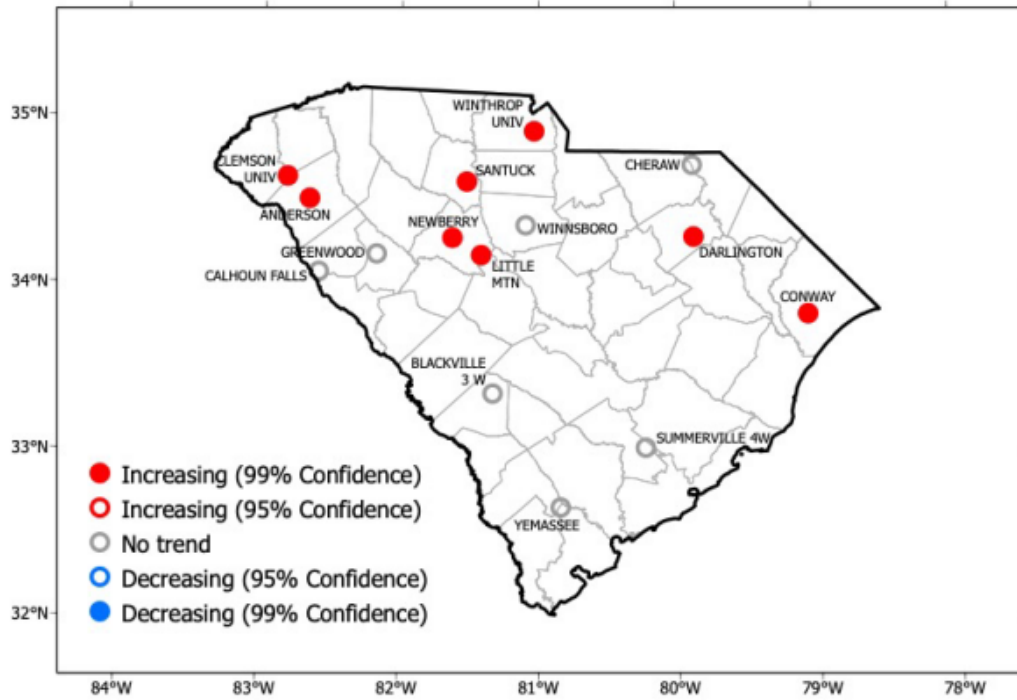 35°N
34°N
33°N
32°N
WINTHROP
UNIV
CLEMSON
UNIV
ANDERSON
SANTUCK
CHERAW
NEWBERRY
WINNSBORO
GREENWOOD
CALHOUN FALLS
LITTLE
MTN
DARLINGTON
CONWAY
BLACKVILLE
3 W
SUMMERVILLE 4W
YEMASSEE
Increasing (99% Confidence)
Increasing (95% Confidence)
No trend
Decreasing (95% Confidence)
Decreasing (99% Confidence)
84°W 83°W 82°W 81°W 80°W 79°W 78°W